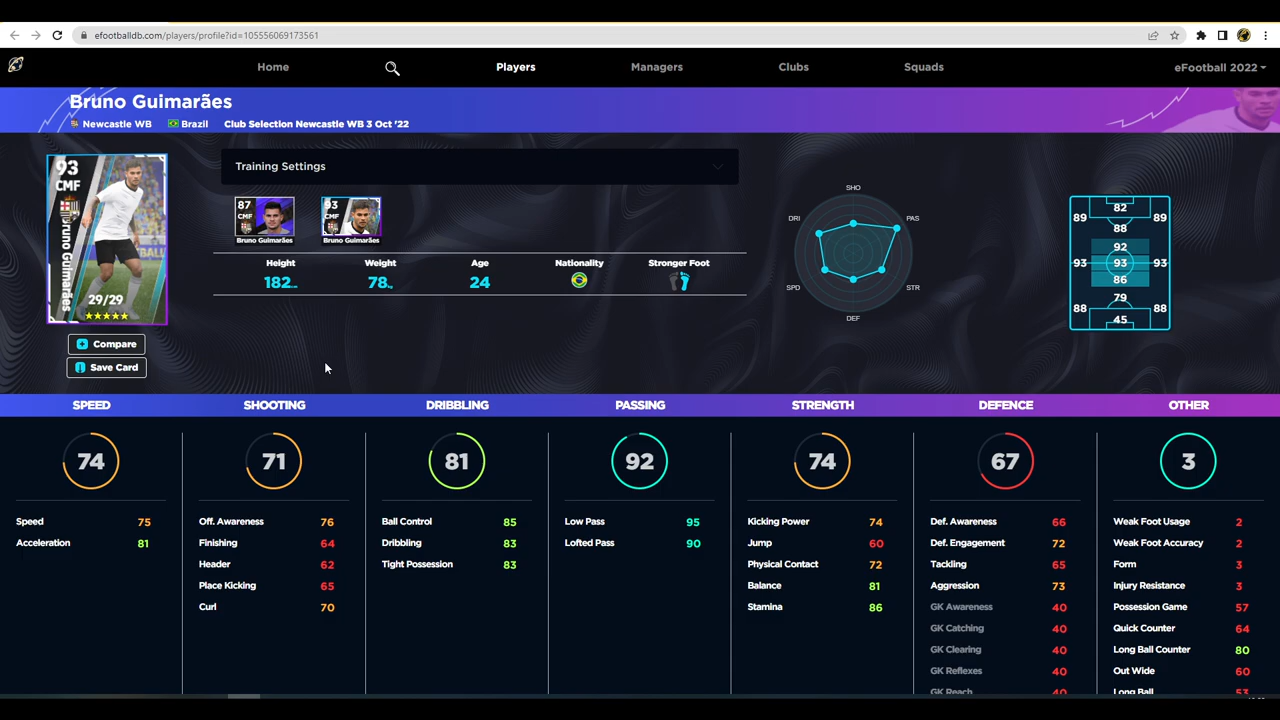 efootballdb.com/players/profile?id=105556069173561
Home
Players
Managers
Clubs
Squads
eFootball 2022
Bruno Guimarães
Newcastle WB
Brazil
Club Selection Newcastle WB 3 Oct '22
93
CMF
Bruno Guimarães
29/29
Compare
Save Card
Training Settings
87
CMF
Bruno Guimarães
93
CMF
Bruno Guimarães
Height
Weight
Age
Nationality
Stronger Foot
182
78
24
SHO
DRI
PAS
SPD
STR
DEF
82
89
89
88
92
93
93
93
86
79
88
88
45
SPEED
SHOOTING
DRIBBLING
PASSING
STRENGTH
DEFENCE
OTHER
74
71
81
92
74
67
3
Speed 75
Acceleration 81
Off. Awareness 76
Finishing 64
Header 62
Place Kicking 65
Curl 70
Ball Control 85
Dribbling 83
Tight Possession 83
Low Pass 95
Lofted Pass 90
Kicking Power 74
Jump 60
Physical Contact 72
Balance 81
Stamina 86
Def. Awareness 66
Def. Engagement 72
Tackling 65
Aggression 73
GK Awareness 40
GK Catching 40
GK Clearing 40
GK Reflexes 40
GK Reach 40
Weak Foot Usage 2
Weak Foot Accuracy 2
Form 3
Injury Resistance 3
Possession Game 57
Quick Counter 64
Long Ball Counter 80
Out Wide 60
Long Ball 53